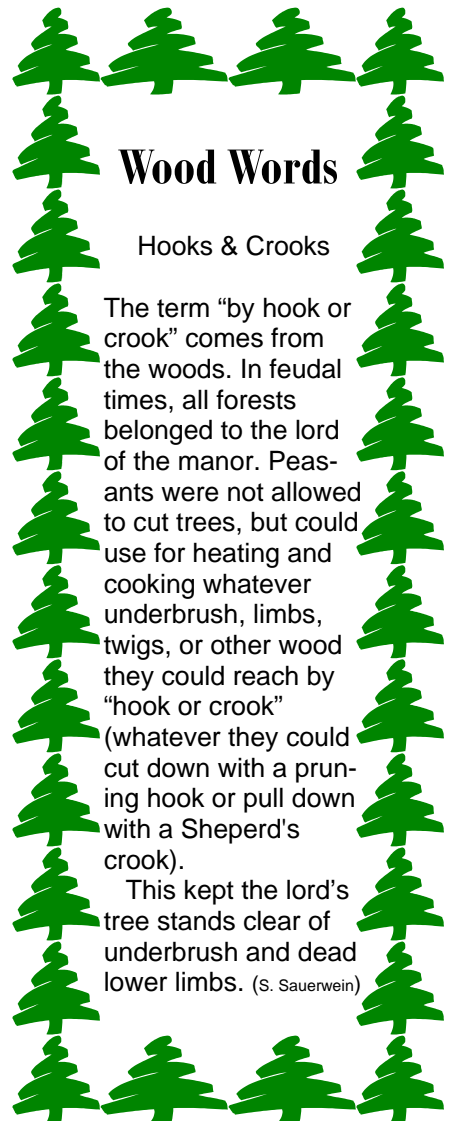 Wood Words
Hooks & Crooks
The term “by hook or
crook” comes from
the woods. In feudal
times, all forests
belonged to the lord
of the manor. Peas-
ants were not allowed
to cut trees, but could
use for heating and
cooking whatever
underbrush, limbs,
twigs, or other wood
they could reach by
“hook or crook”
(whatever they could
cut down with a prun-
ing hook or pull down
with a Sheperd's
crook).
This kept the lord’s
tree stands clear of
underbrush and dead
lower limbs. (S. Sauerwein)